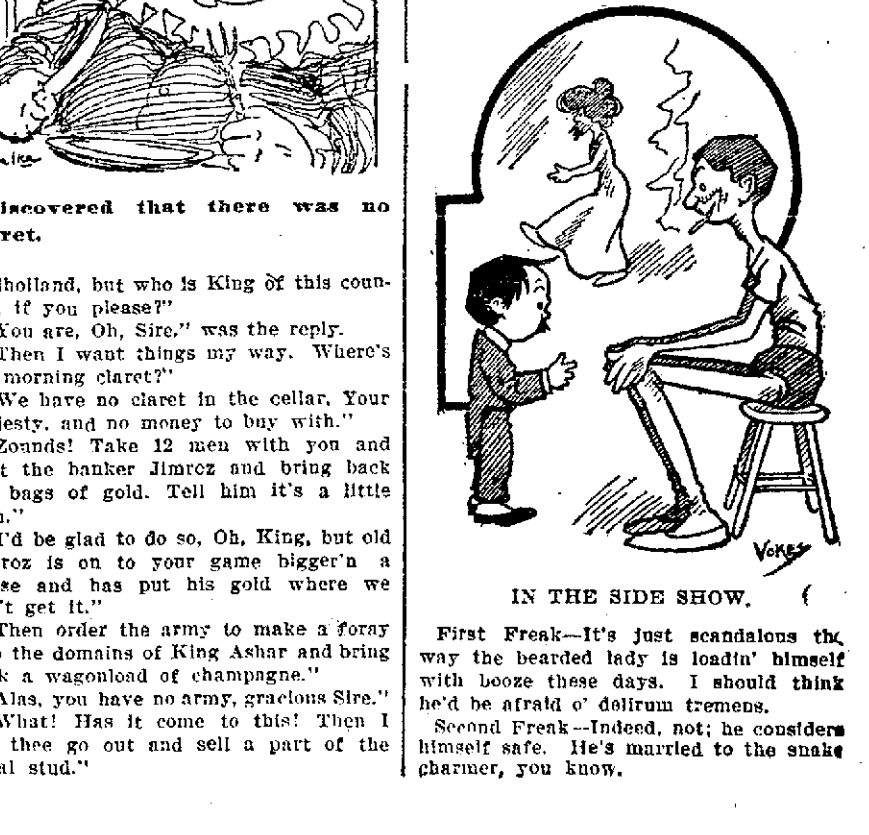 iscovered that there was no
ret.
lholland, but who is King of this coun-
if you please?"
You are, Oh, Sire," was the reply.
Then I want things my way. Where's
morning claret?"
We have no claret in the cellar, Your
jesty, and no money to buy with."
Zounds! Take 12 men with you and
t the banker Jimroz and bring back
bags of gold. Tell him it's a little
n."
I'd be glad to do so, Oh, King, but old
roz is on to your game bigger'n a
se and has put his gold where we
't get it."
Then order the army to make a foray
o the domains of King Ashar and bring
k a wagonload of champagne."
Alas, you have no army, gracious Sire."
What! Has it come to this! Then I
thee go out and sell a part of the
al stud."
VOKES
IN THE SIDE SHOW.
First Freak—It's just scandalous the
way the bearded lady is loadin' himself
with booze these days. I should think
he'd be afraid o' delirum tremens.
Second Freak—Indeed, not; he considers
himself safe. He's married to the snake
charmer, you know.